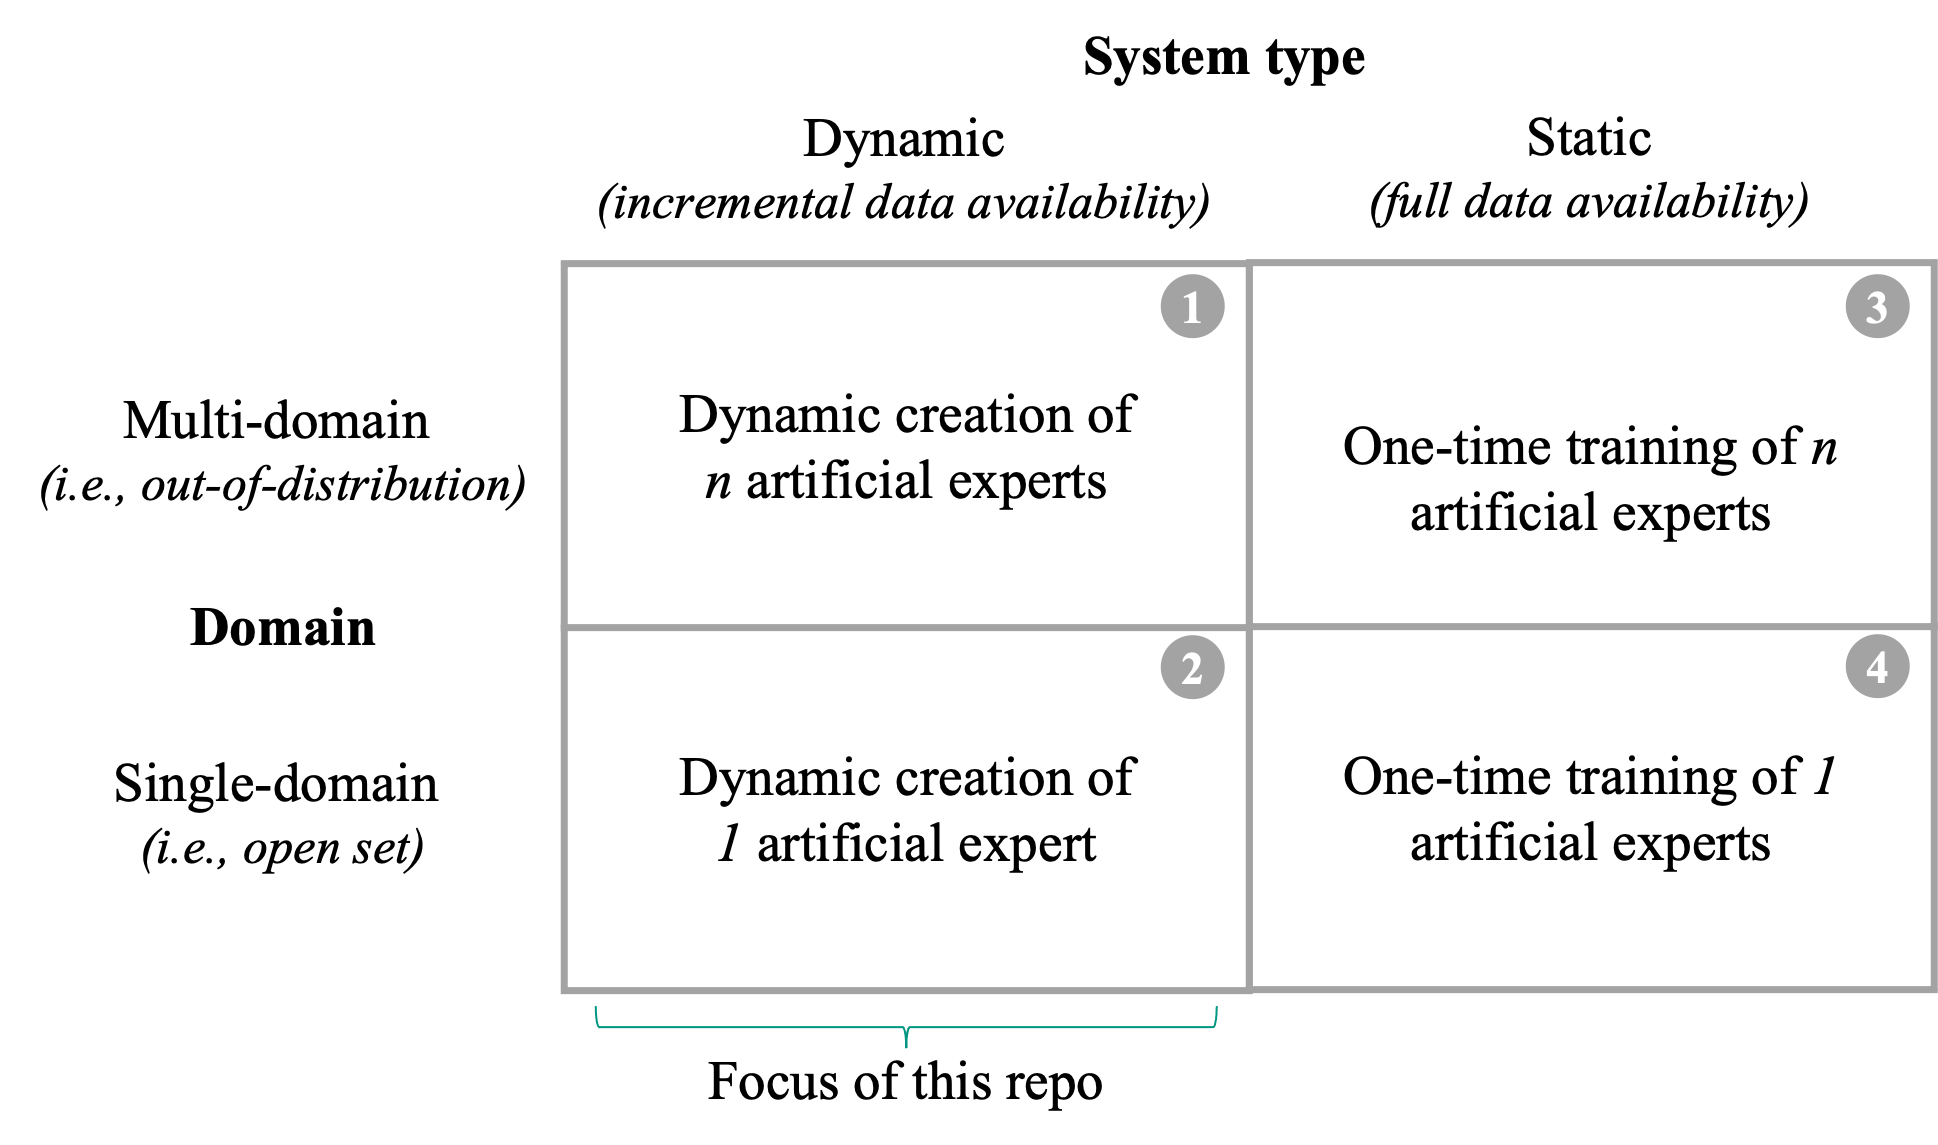 System type
Dynamic
(incremental data availability)
Static
(full data availability)
Multi-domain
(i.e., out-of-distribution)
1
Dynamic creation of
n artificial experts
3
One-time training of n
artificial experts
Domain
Single-domain
(i.e., open set)
2
Dynamic creation of
1 artificial expert
4
One-time training of 1
artificial experts
Focus of this repo